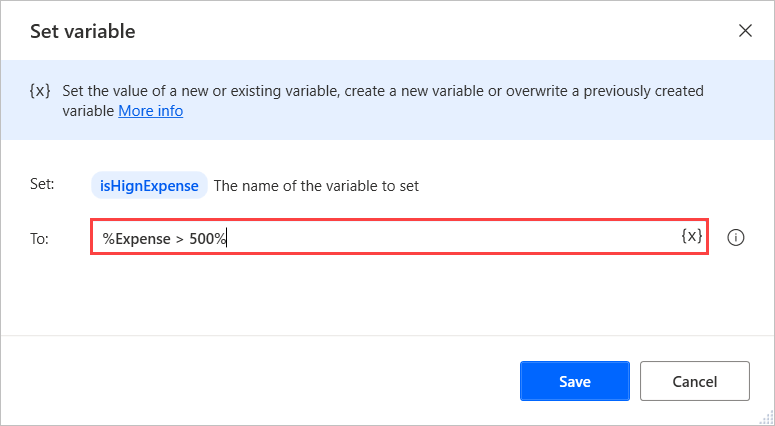 Set variable
{x} Set the value of a new or existing variable, create a new variable or overwrite a previously created
variable More info
Set: isHignExpense The name of the variable to set
To: %Expense > 500% {x}
Save Cancel